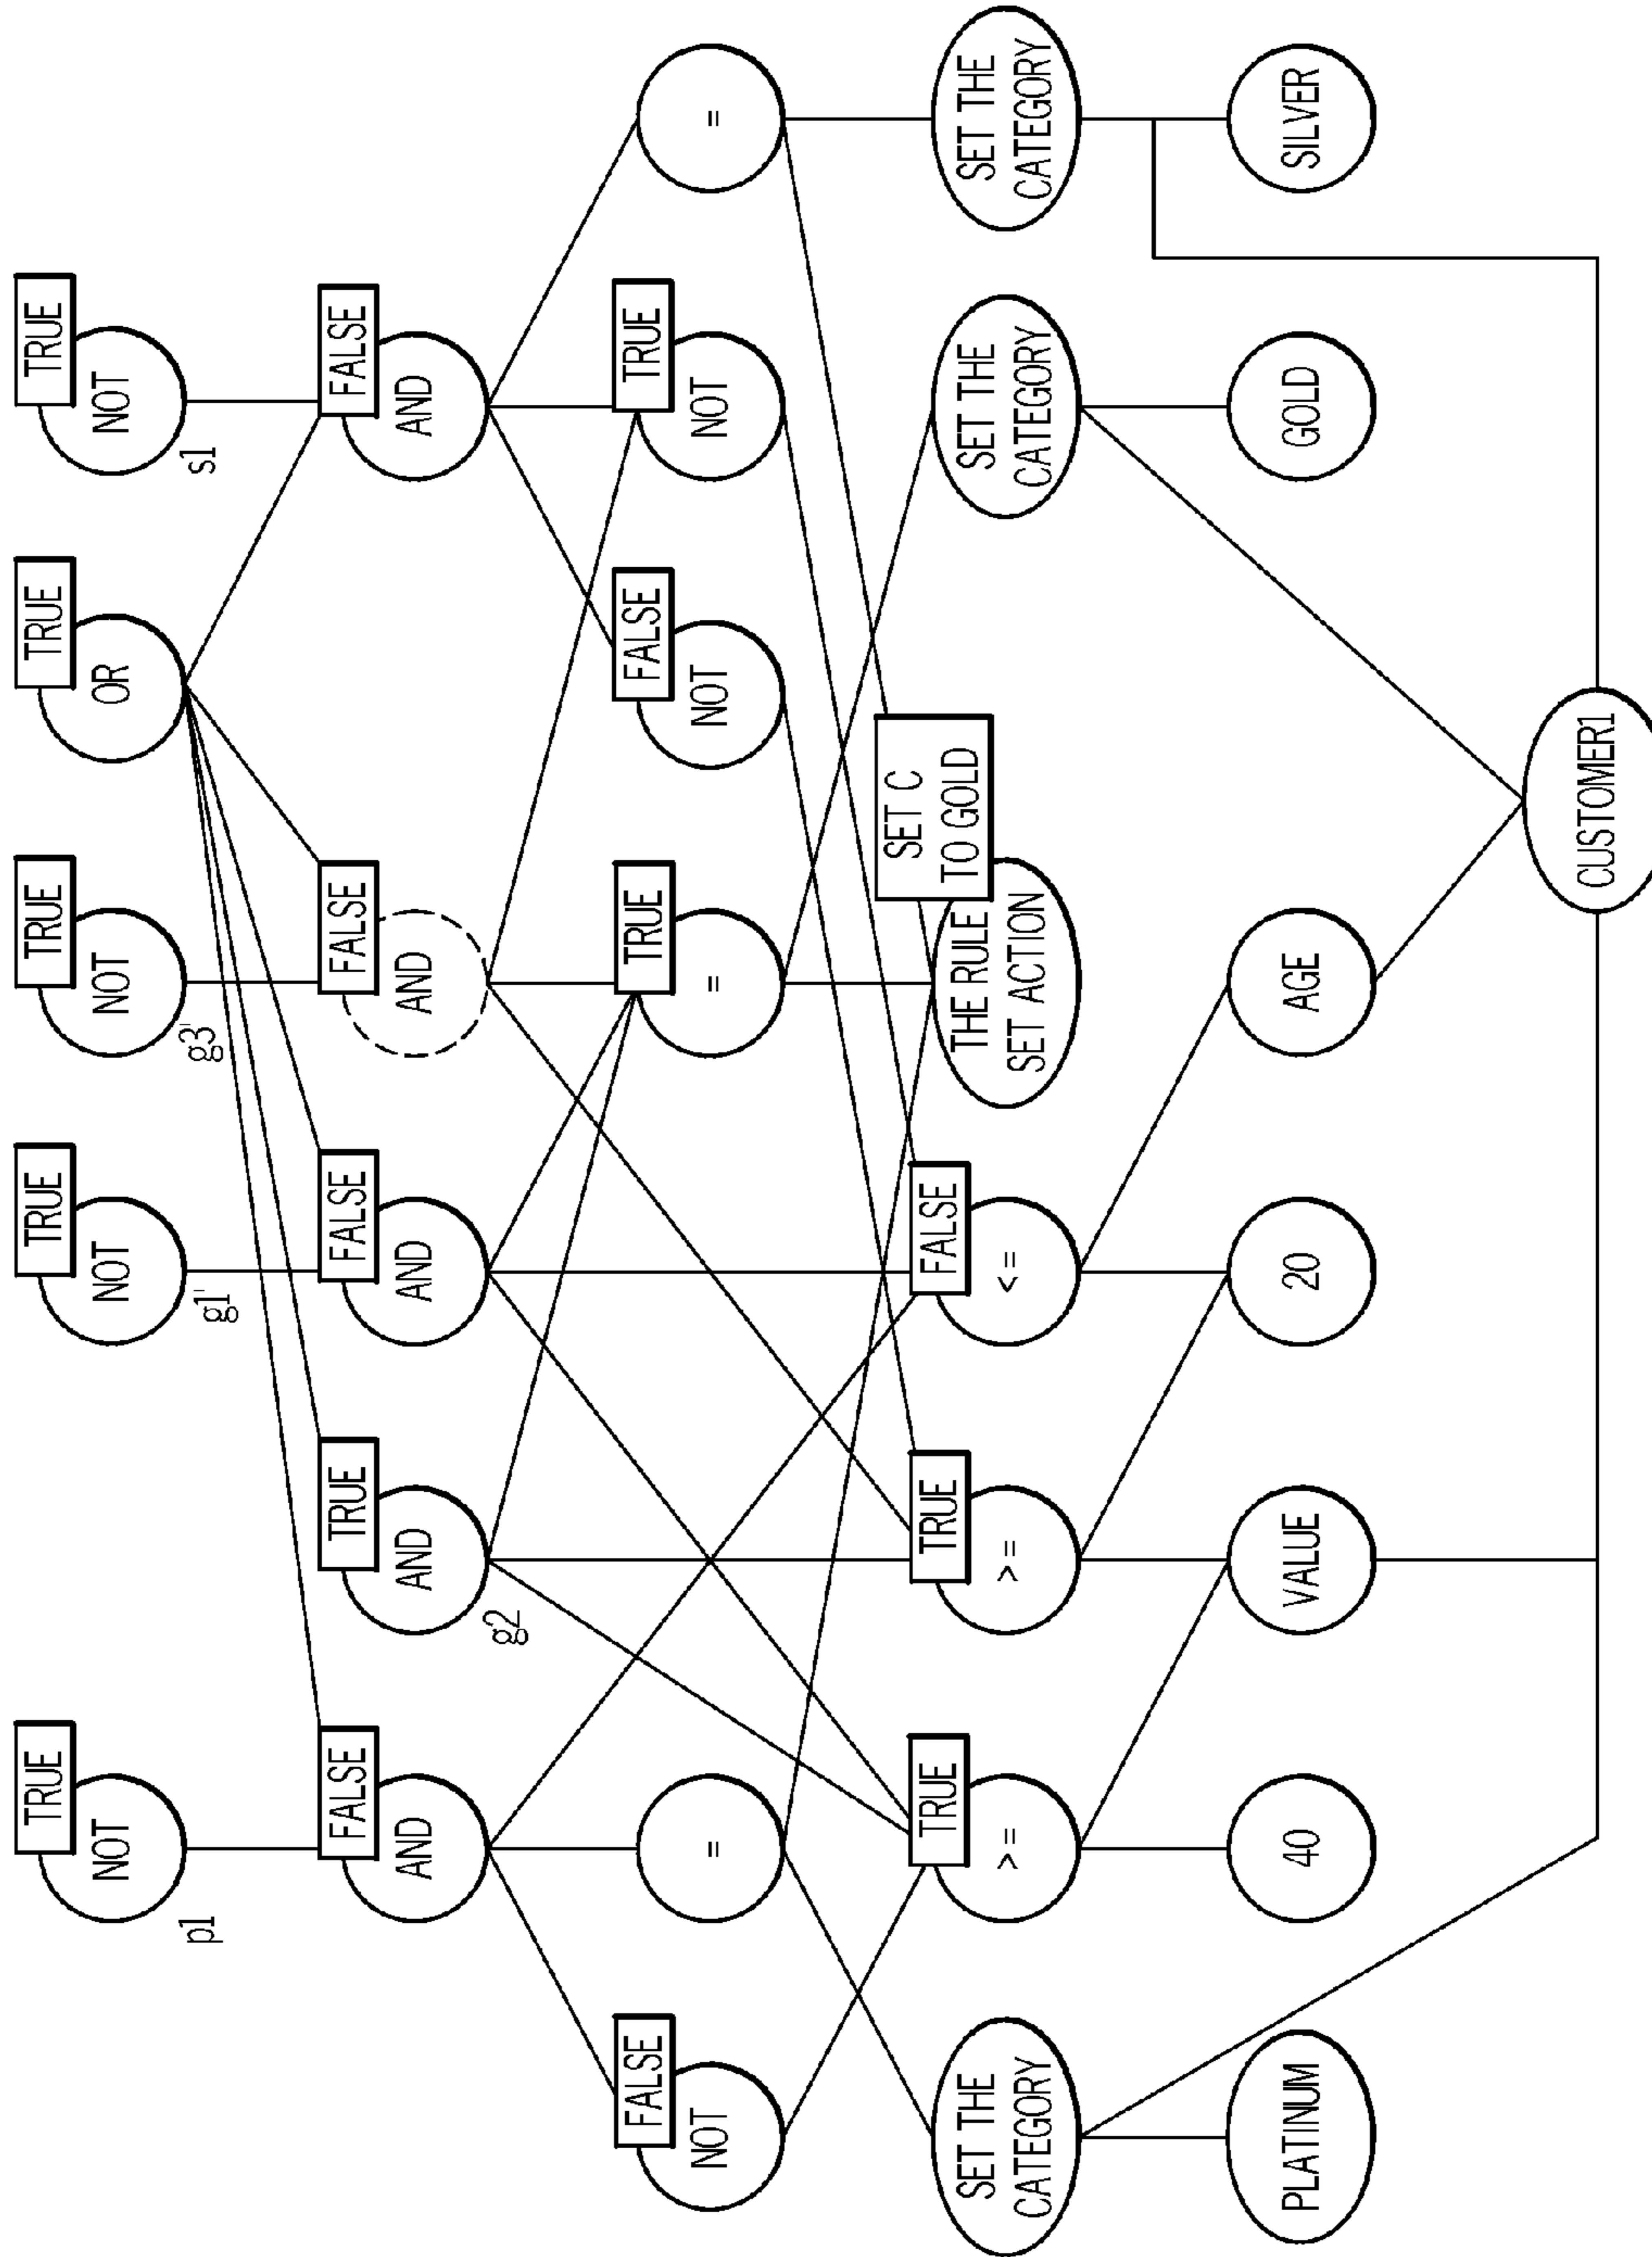 TRUE
NOT
p1
TRUE
NOT
g1'
TRUE
NOT
g3'
TRUE
OR
TRUE
NOT
s1
FALSE
AND
TRUE
AND
g2
FALSE
AND
FALSE
AND
FALSE
AND
FALSE
NOT
=
TRUE
=
FALSE
NOT
TRUE
NOT
=
SET THE
CATEGORY
TRUE
>=
TRUE
>=
FALSE
<=
SET C
TO GOLD
THE RULE
SET ACTION
SET THE
CATEGORY
SET THE
CATEGORY
PLATINUM
40
VALUE
20
AGE
GOLD
SILVER
CUSTOMER1